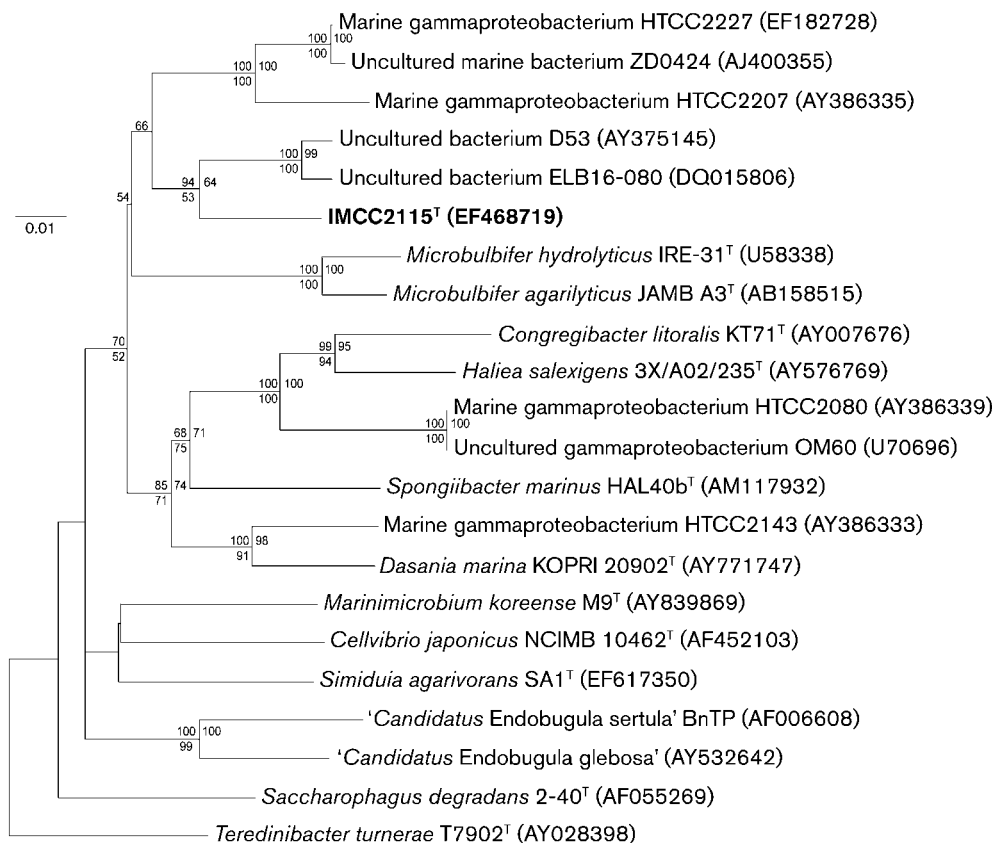 Marine gammaproteobacterium HTCC2227 (EF182728)
100 100
100
Uncultured marine bacterium ZD0424 (AJ400355)
100 100
100
Marine gammaproteobacterium HTCC2207 (AY386335)
66
Uncultured bacterium D53 (AY375145)
100 99
100
Uncultured bacterium ELB16-080 (DQ015806)
94 64
53
54
0.01
IMCC2115ᵀ (EF468719)
Microbulbifer hydrolyticus IRE-31ᵀ (U58338)
100 100
100
Microbulbifer agarilyticus JAMB A3ᵀ (AB158515)
Congregibacter litoralis KT71ᵀ (AY007676)
70
52
99 95
94
Haliea salexigens 3X/A02/235ᵀ (AY576769)
100 100
100
Marine gammaproteobacterium HTCC2080 (AY386339)
100 100
100
68 71
75
Uncultured gammaproteobacterium OM60 (U70696)
85 74
71
Spongiibacter marinus HAL40bᵀ (AM117932)
Marine gammaproteobacterium HTCC2143 (AY386333)
100 98
91
Dasania marina KOPRI 20902ᵀ (AY771747)
Marinimicrobium koreense M9ᵀ (AY839869)
Cellvibrio japonicus NCIMB 10462ᵀ (AF452103)
Simiduia agarivorans SA1ᵀ (EF617350)
‘Candidatus Endobugula sertula’ BnTP (AF006608)
100 100
99
‘Candidatus Endobugula glebosa’ (AY532642)
Saccharophagus degradans 2-40ᵀ (AF055269)
Teredinibacter turnerae T7902ᵀ (AY028398)